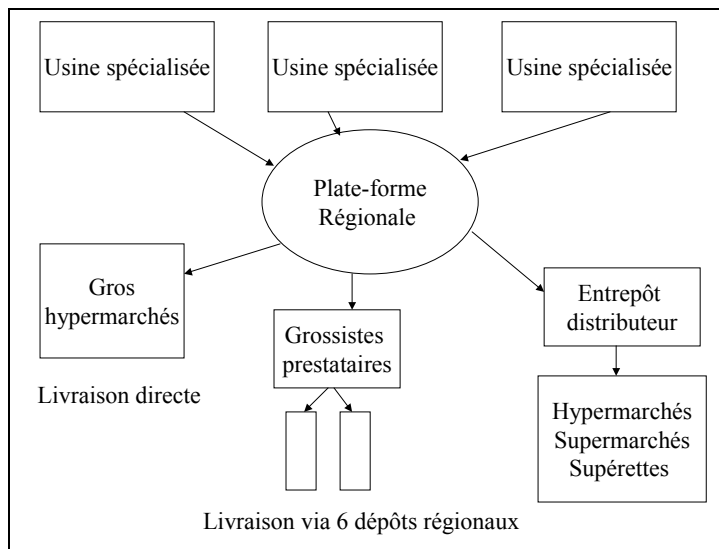 Usine spécialisée
Usine spécialisée
Usine spécialisée
Plate-forme
Régionale
Gros
hypermarchés
Grossistes
prestataires
Entrepôt
distributeur
Livraison directe
Hypermarchés
Supermarchés
Supérettes
Livraison via 6 dépôts régionaux